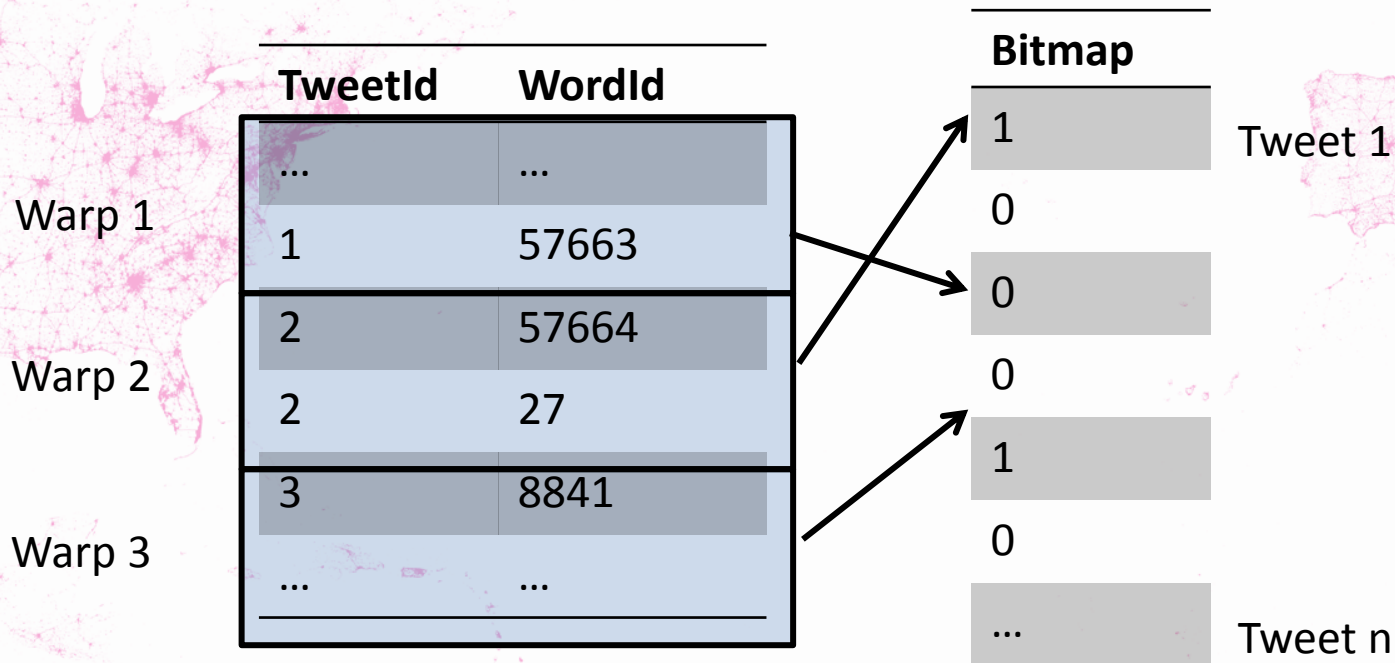 Bitmap
TweetId WordId
1 Tweet 1
... ...
Warp 1
0
1 57663
0
2 57664
Warp 2
0
2 27
1
3 8841
Warp 3
0
... ...
... Tweet n